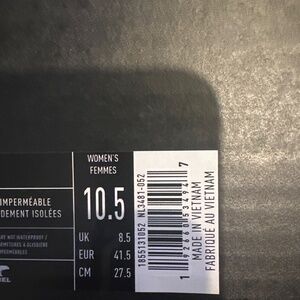 WOMEN'S
FEMMES
10.5
UK 8.5
EUR 41.5
CM 27.5
IMPERMÉABLE
DEMENT ISOLÉES
1855131052 NL3481-052
MADE IN VIETNAM
FABRIQUÉ AU VIETNAM